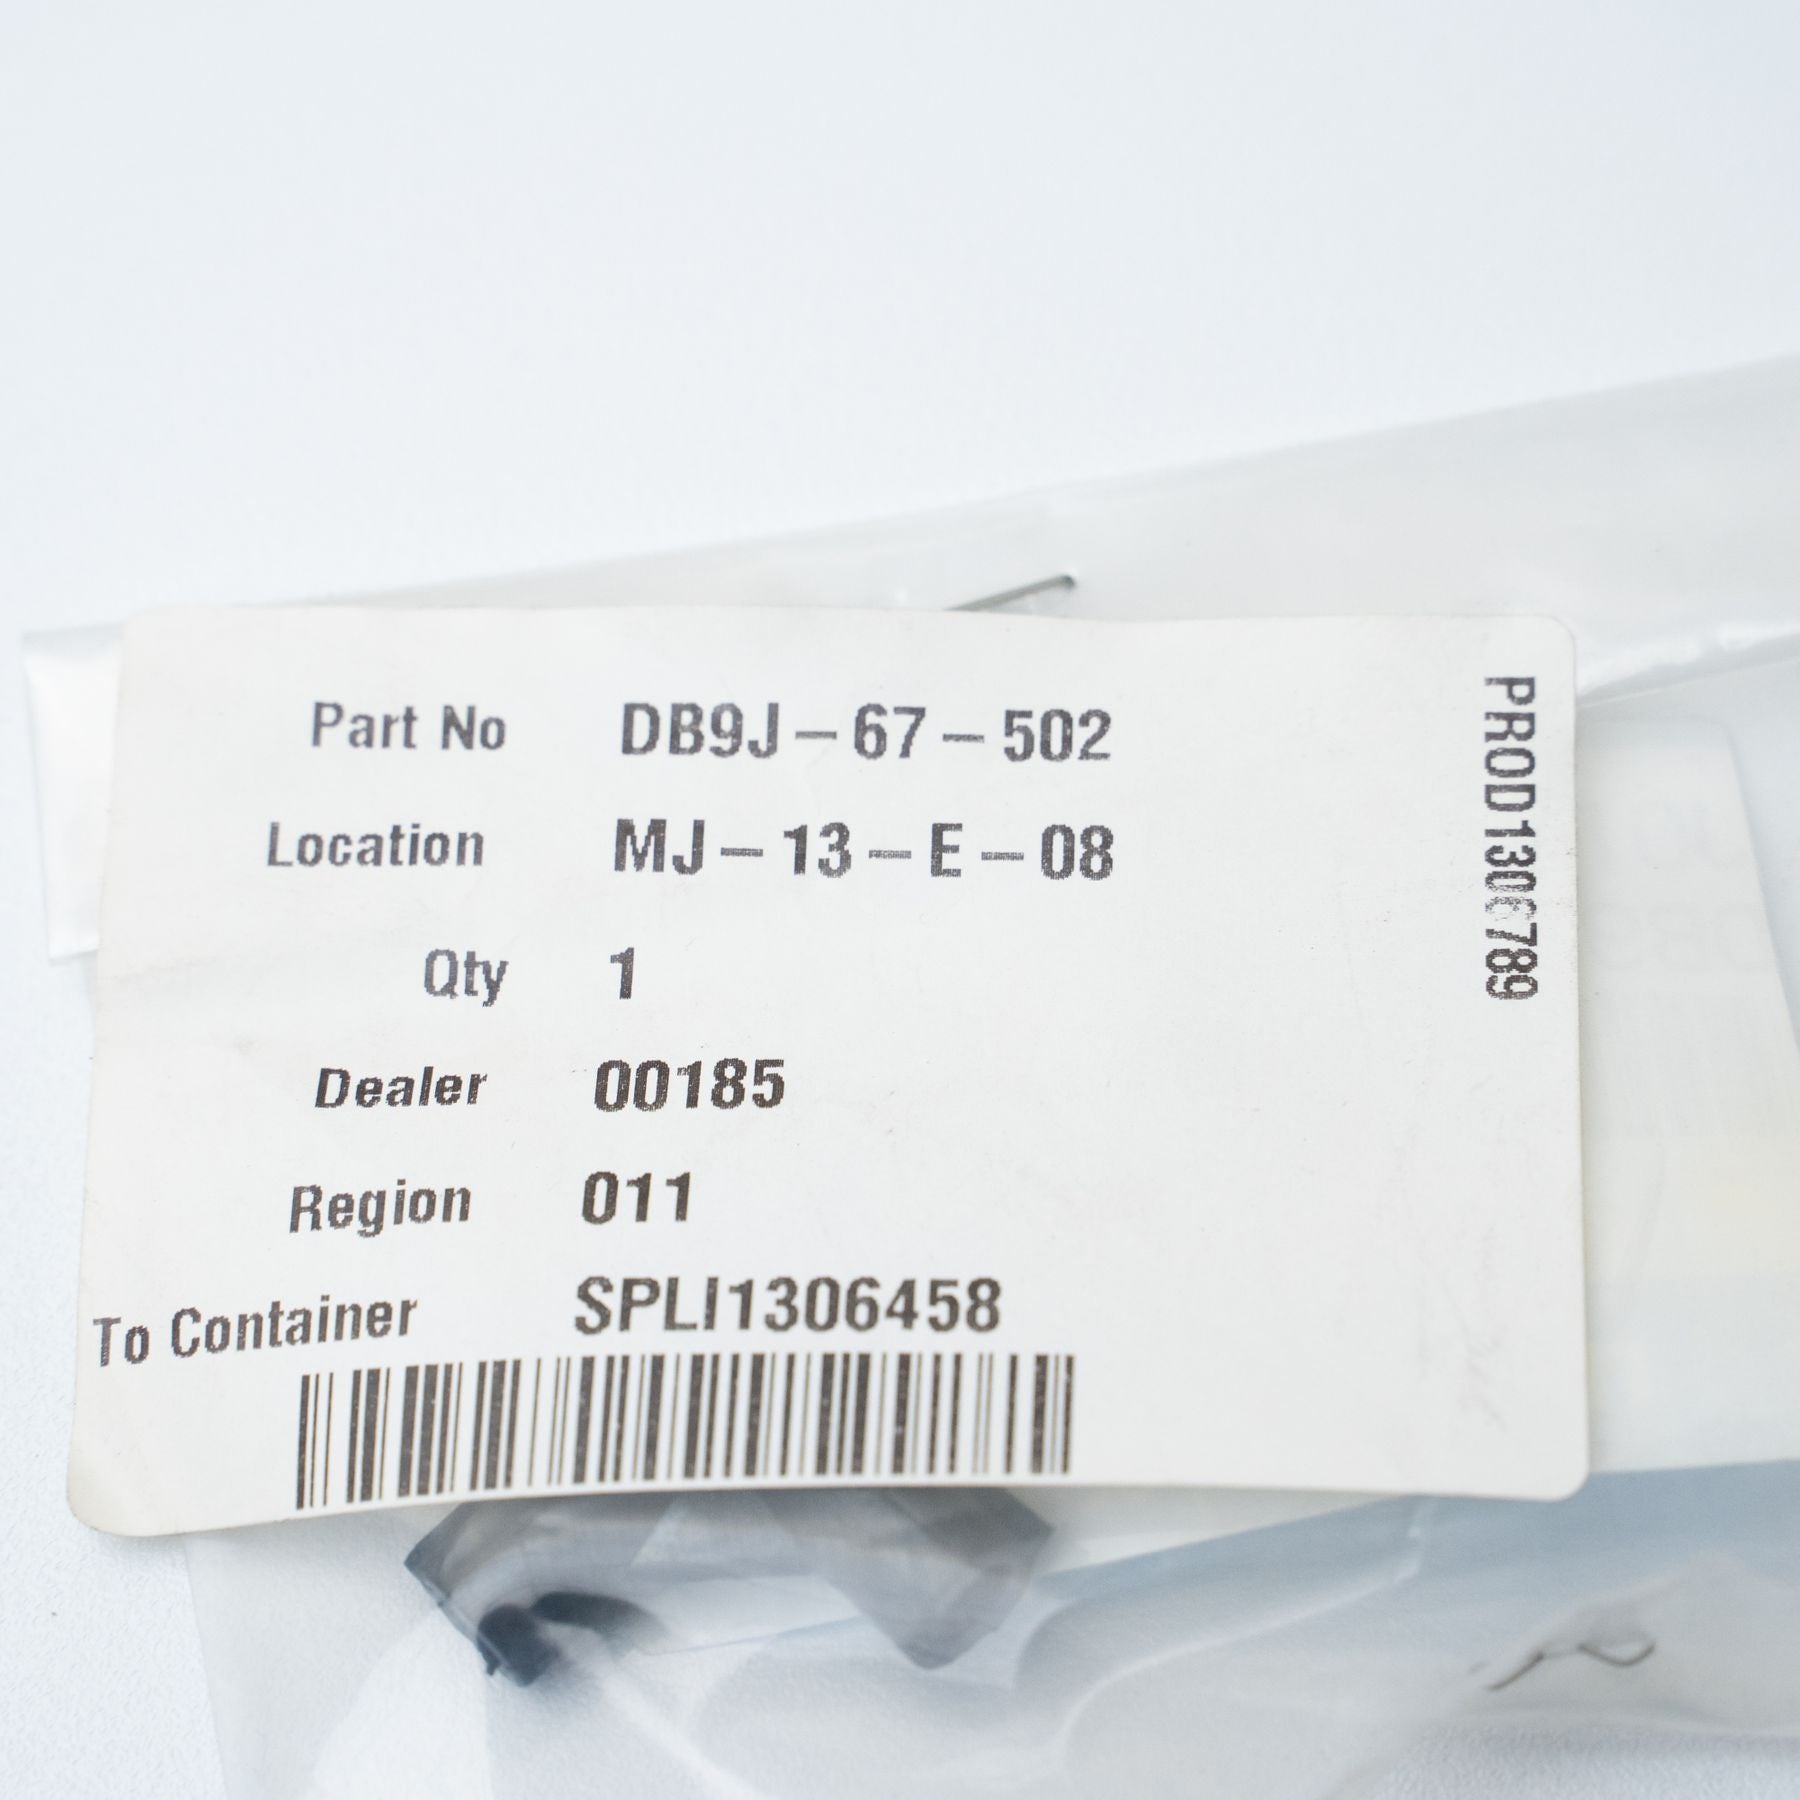 Part No DB9J-67-502
Location MJ-13-E-08
Qty 1
Dealer 00185
Region 011
To Container SPLI1306458
PROD1306789